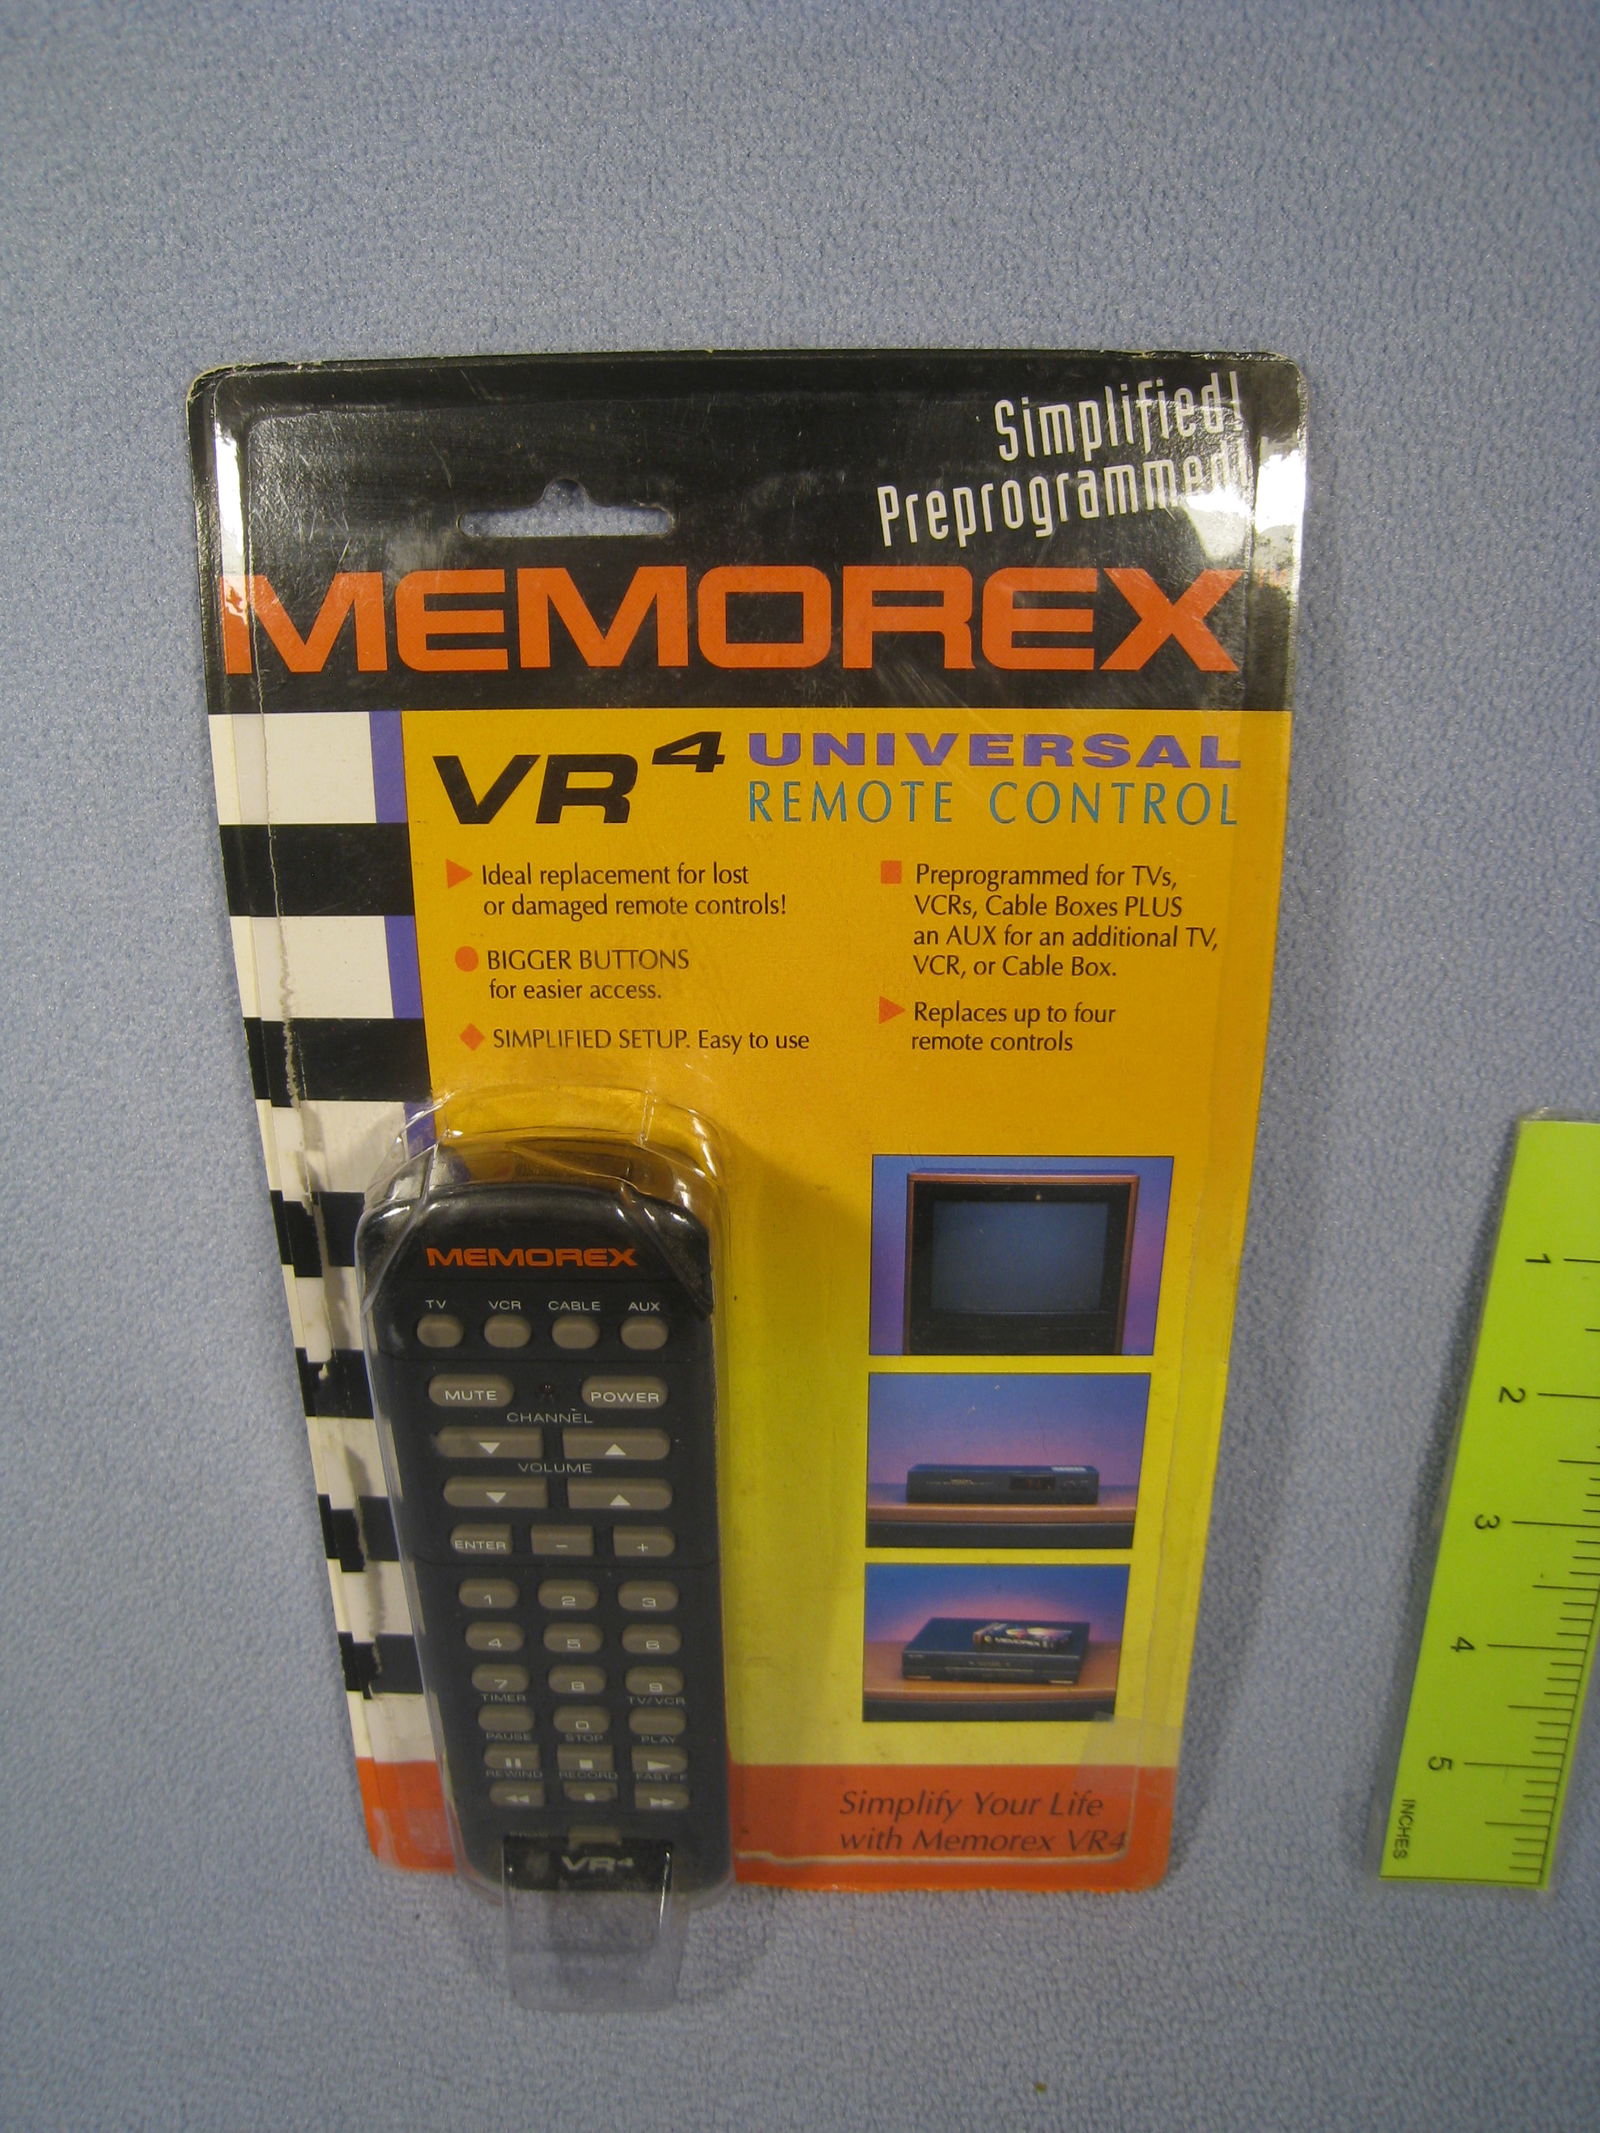 Simplified!
Preprogrammed!
MEMOREX
VR4 UNIVERSAL
REMOTE CONTROL
Ideal replacement for lost
or damaged remote controls!
BIGGER BUTTONS
for easier access.
SIMPLIFIED SETUP. Easy to use
Preprogrammed for TVs,
VCRs, Cable Boxes PLUS
an AUX for an additional TV,
VCR, or Cable Box.
Replaces up to four
remote controls
MEMOREX
TV VCR CABLE AUX
MUTE POWER
CHANNEL
VOLUME
ENTER - +
1 2 3
4 5 6
7 8 9
TIMER TV/VCR
0
PAUSE STOP PLAY
REWIND RECORD FAST-F
VR4
MEMOREX
Simplify Your Life
with Memorex VR4
1
2
3
4
5
INCHES